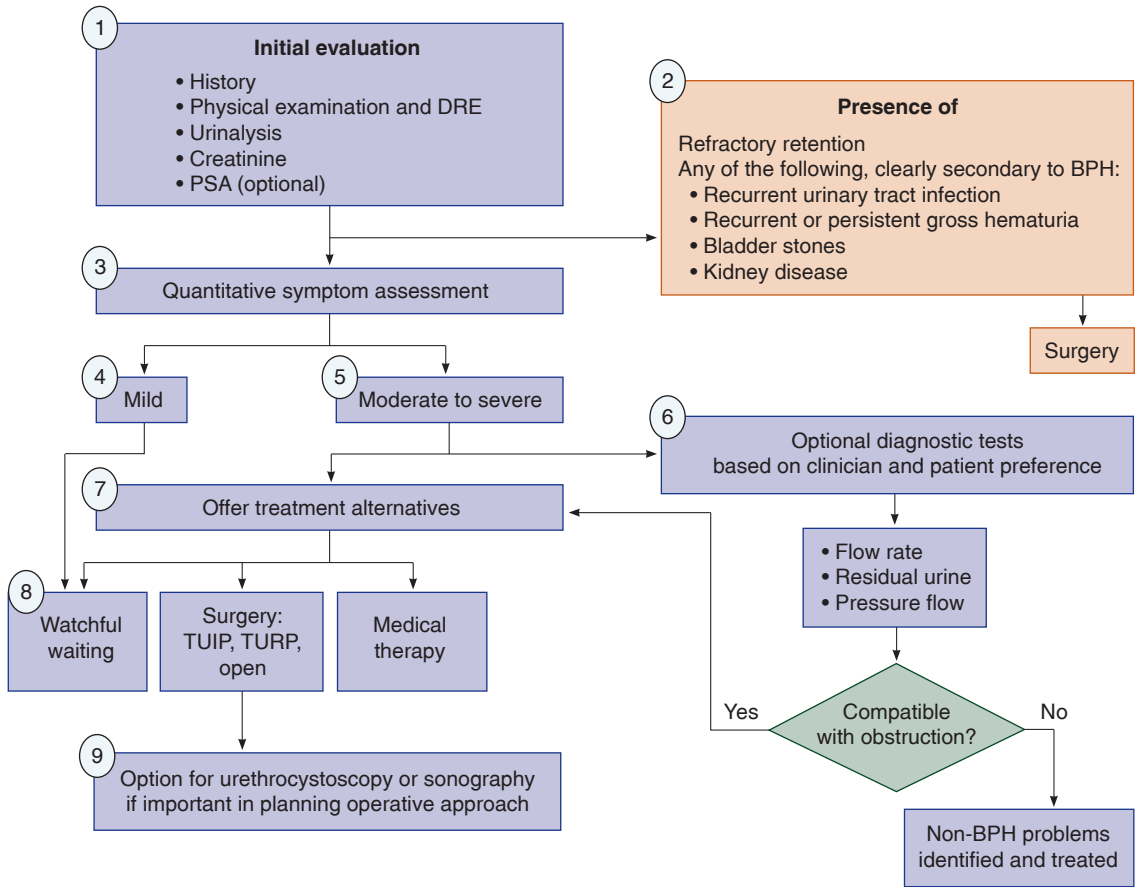 1
Initial evaluation
• History
• Physical examination and DRE
• Urinalysis
• Creatinine
• PSA (optional)
2
Presence of
Refractory retention
Any of the following, clearly secondary to BPH:
• Recurrent urinary tract infection
• Recurrent or persistent gross hematuria
• Bladder stones
• Kidney disease
Surgery
3
Quantitative symptom assessment
4
Mild
5
Moderate to severe
6
Optional diagnostic tests
based on clinician and patient preference
7
Offer treatment alternatives
• Flow rate
• Residual urine
• Pressure flow
8
Watchful
waiting
Surgery:
TUIP, TURP,
open
Medical
therapy
Yes
Compatible
with obstruction?
No
9
Option for urethrocystoscopy or sonography
if important in planning operative approach
Non-BPH problems
identified and treated